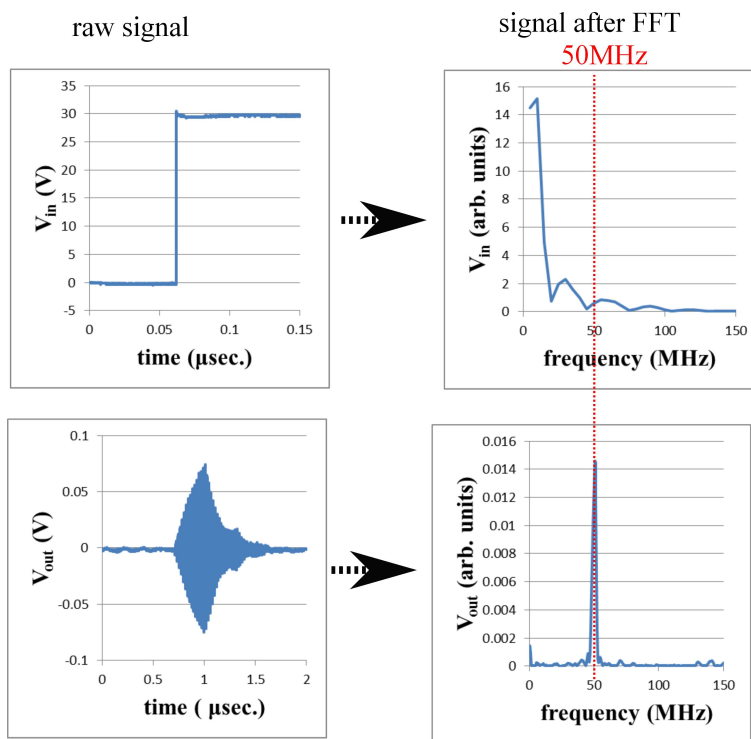 raw signal
signal after FFT
50MHz
V_in (V)
35
30
25
20
15
10
5
0
-5
0 0.05 0.1 0.15
time (μsec.)
V_in (arb. units)
16
14
12
10
8
6
4
2
0
0 50 100 150
frequency (MHz)
V_out (V)
0.1
0.05
0
-0.05
-0.1
0 0.5 1 1.5 2
time ( μsec.)
V_out (arb. units)
0.016
0.014
0.012
0.01
0.008
0.006
0.004
0.002
0
0 50 100 150
frequency (MHz)